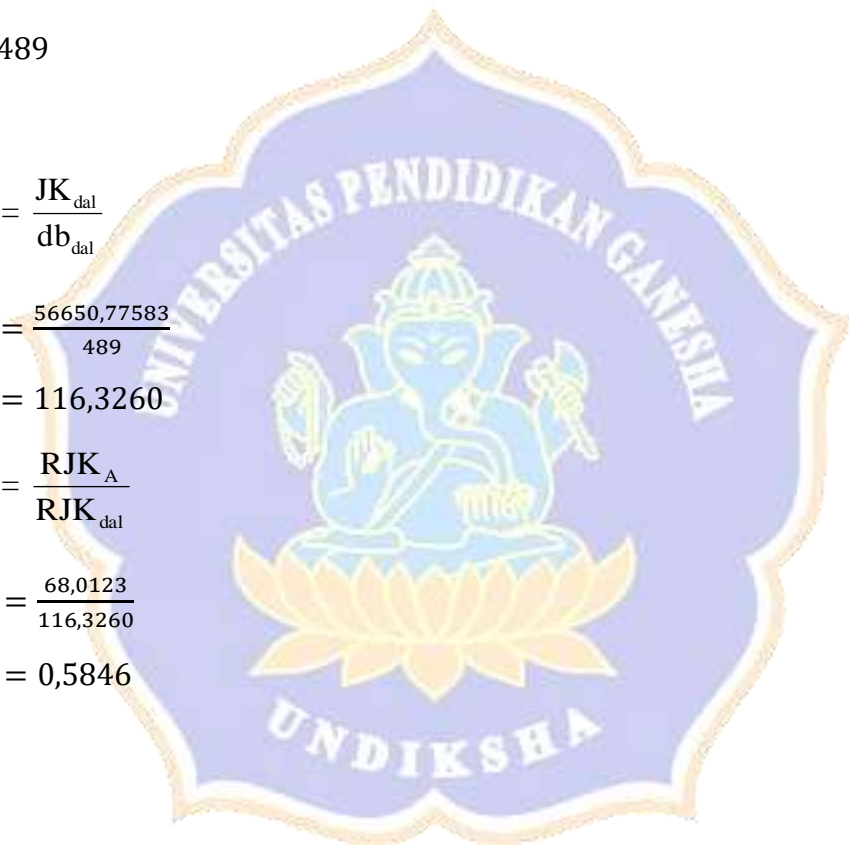 489
= JK_dal / db_dal
= 56650,77583 / 489
= 116,3260
= RJK_A / RJK_dal
= 68,0123 / 116,3260
= 0,5846
UNIVERSITAS PENDIDIKAN GANESHA
UNDIKSHA